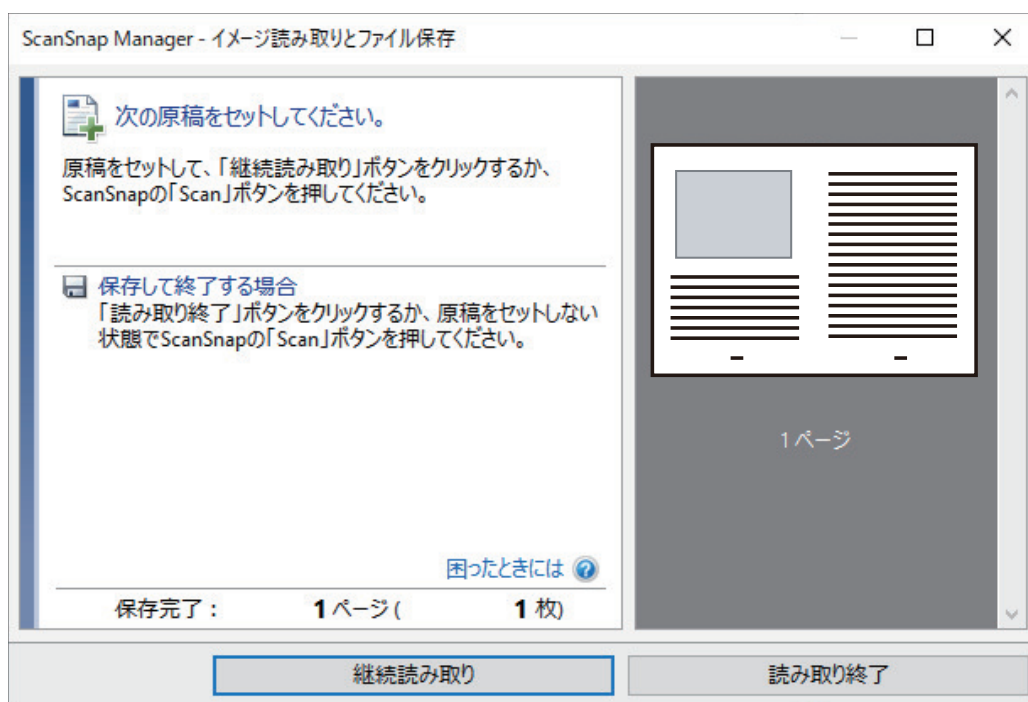 ScanSnap Manager - イメージ読み取りとファイル保存
次の原稿をセットしてください。
原稿をセットして、「継続読み取り」ボタンをクリックするか、
ScanSnapの「Scan」ボタンを押してください。
保存して終了する場合
「読み取り終了」ボタンをクリックするか、原稿をセットしない
状態でScanSnapの「Scan」ボタンを押してください。
困ったときには
保存完了： 1 ページ ( 1 枚)
1 ページ
継続読み取り 読み取り終了